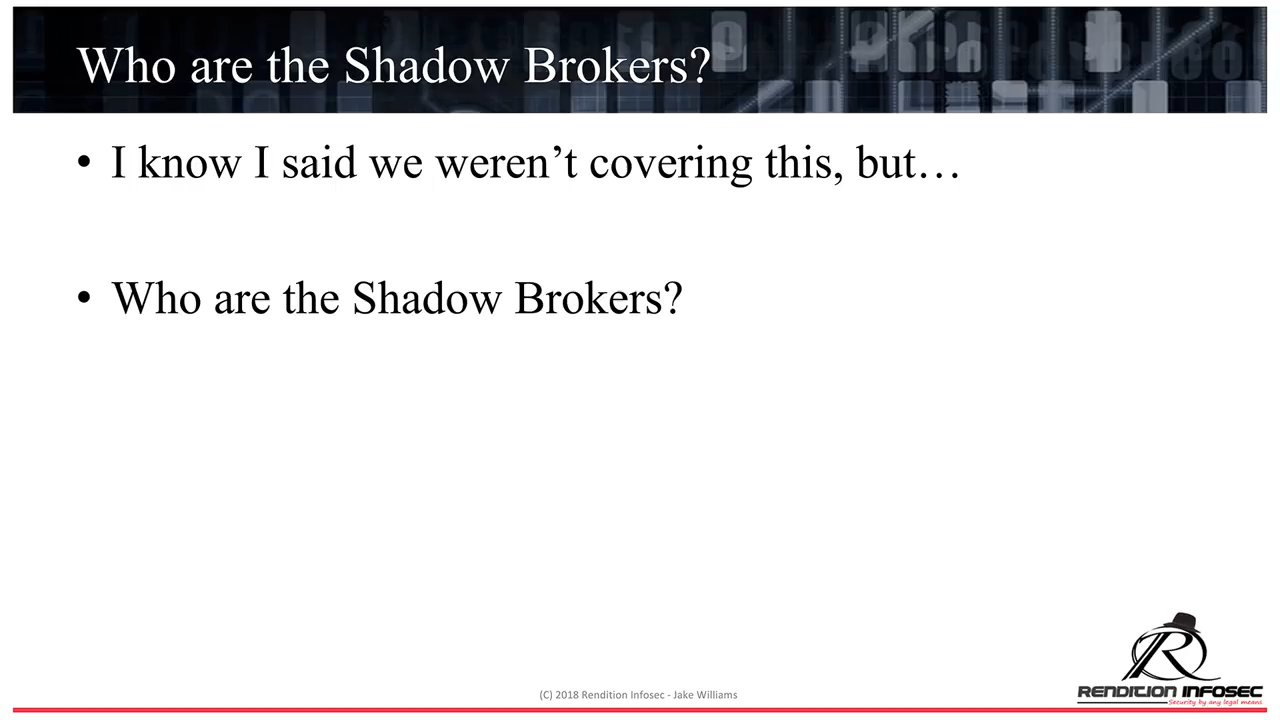 Who are the Shadow Brokers?
• I know I said we weren’t covering this, but…
• Who are the Shadow Brokers?
RENDITION INFOSEC
Security by any legal means
(C) 2018 Rendition Infosec - Jake Williams